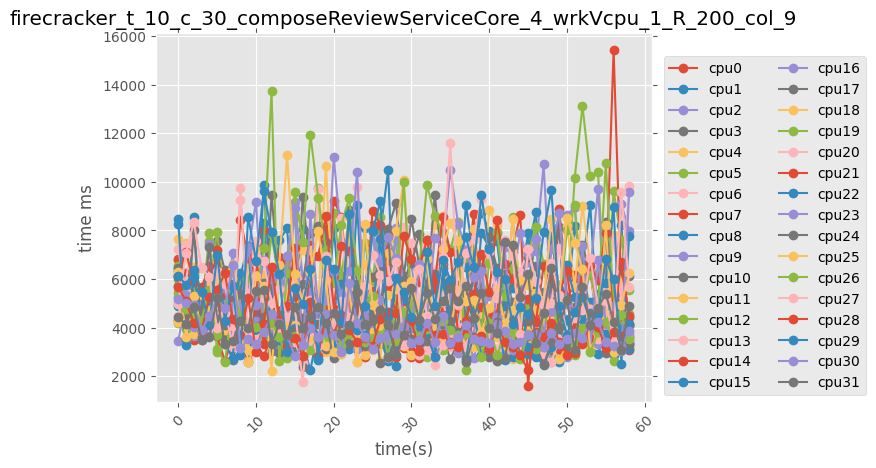 firecracker_t_10_c_30_composeReviewServiceCore_4_wrkVcpu_1_R_200_col_9
16000
14000
12000
10000
8000
6000
4000
2000
time ms
0
10
20
30
40
50
60
time(s)
cpu0
cpu1
cpu2
cpu3
cpu4
cpu5
cpu6
cpu7
cpu8
cpu9
cpu10
cpu11
cpu12
cpu13
cpu14
cpu15
cpu16
cpu17
cpu18
cpu19
cpu20
cpu21
cpu22
cpu23
cpu24
cpu25
cpu26
cpu27
cpu28
cpu29
cpu30
cpu31